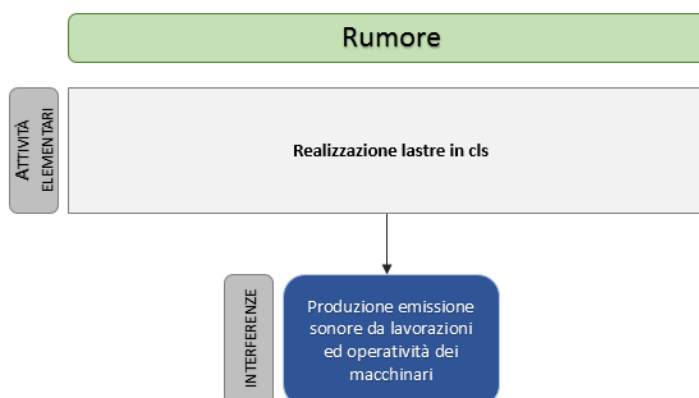 Rumore
ATTIVITÀ
ELEMENTARI
Realizzazione lastre in cls
INTERFERENZE
Produzione emissione
sonore da lavorazioni
ed operatività dei
macchinari